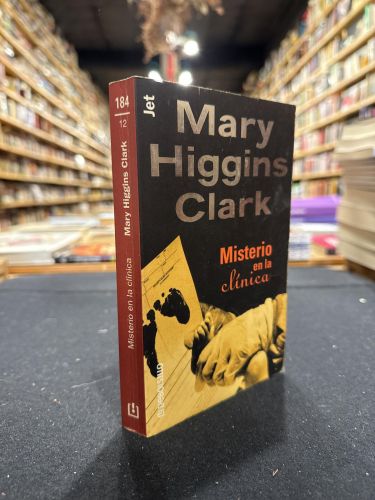 184
12
Mary Higgins Clark
Misterio en la clínica
Jet
Mary
Higgins
Clark
Misterio
en la
clínica